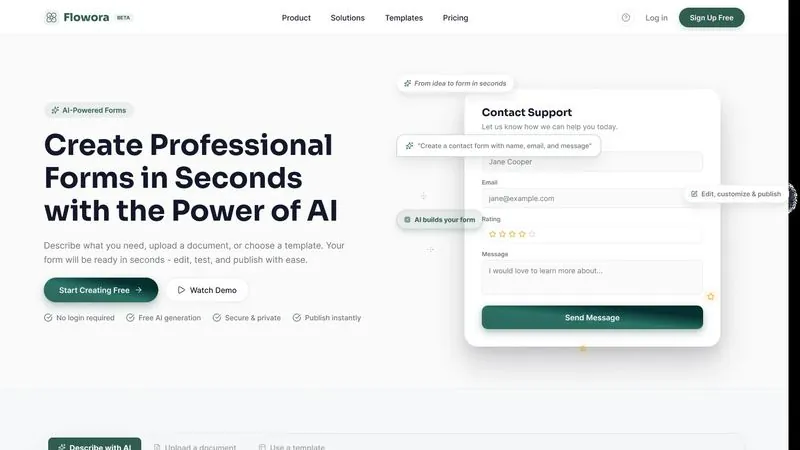 Flowora BETA
Product Solutions Templates Pricing
Log in
Sign Up Free
AI-Powered Forms
Create Professional
Forms in Seconds
with the Power of AI
Describe what you need, upload a document, or choose a template. Your
form will be ready in seconds - edit, test, and publish with ease.
Start Creating Free
Watch Demo
No login required
Free AI generation
Secure & private
Publish instantly
From idea to form in seconds
Contact Support
Let us know how we can help you today.
"Create a contact form with name, email, and message"
Jane Cooper
Email
jane@example.com
Edit, customize & publish
AI builds your form
Rating
Message
I would love to learn more about...
Send Message
Describe with AI
Upload a document
Use a template